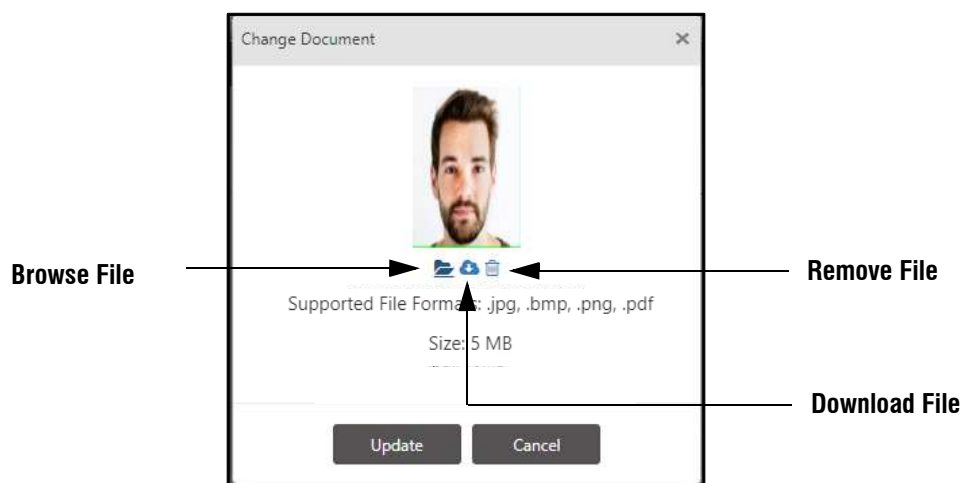 Change Document ×
Browse File
Remove File
Supported File Formats: .jpg, .bmp, .png, .pdf
Size: 5 MB
Download File
Update
Cancel